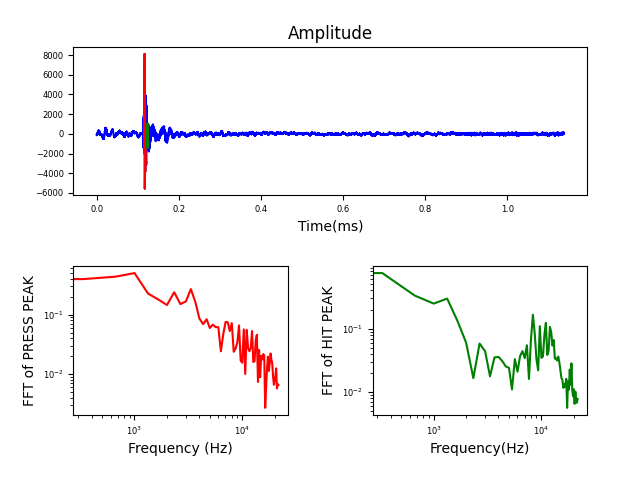 Amplitude
8000
6000
4000
2000
0
−2000
−4000
−6000
0.0 0.2 0.4 0.6 0.8 1.0
Time(ms)
FFT of PRESS PEAK
10⁻¹
10⁻²
10³ 10⁴
Frequency (Hz)
FFT of HIT PEAK
10⁻¹
10⁻²
10³ 10⁴
Frequency(Hz)